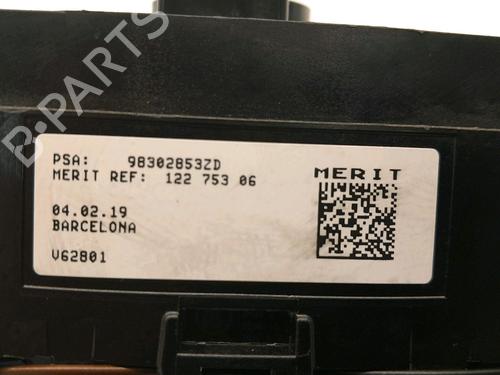 B-PARTS
PSA: 98302853ZD
MERIT REF: 122 753 06
MERIT
04.02.19
BARCELONA
V62801